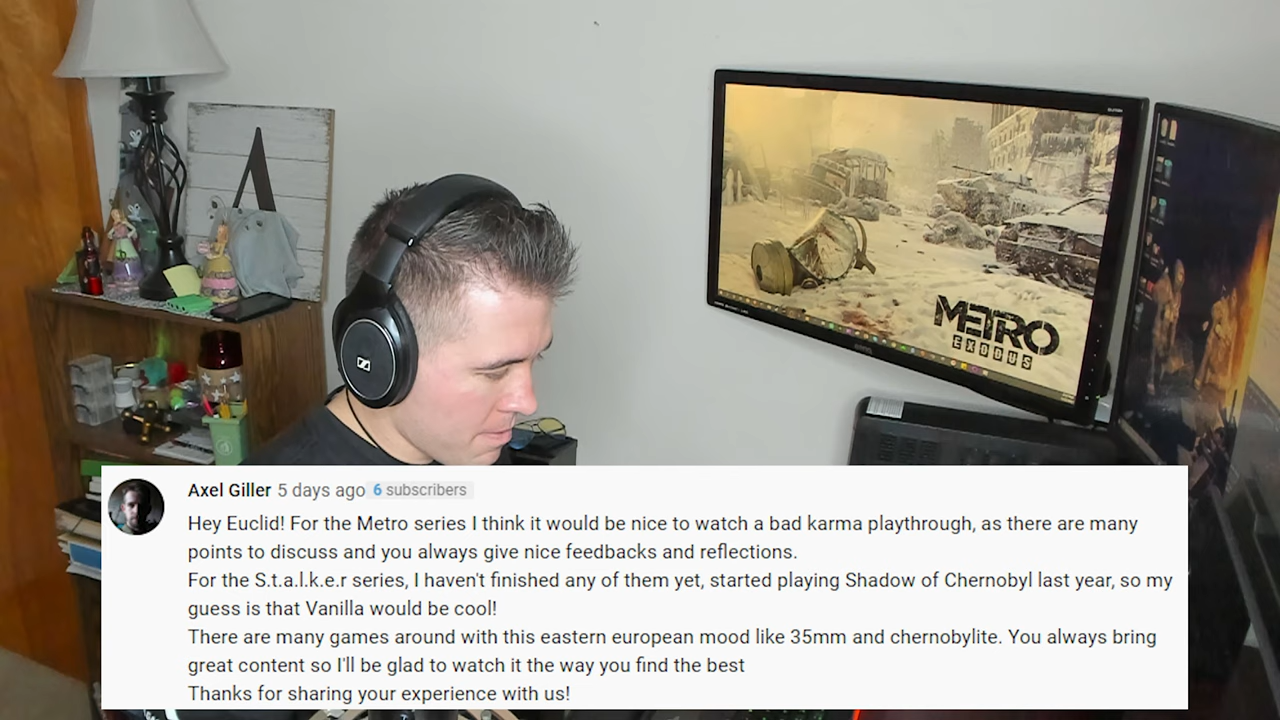 A
METRO
EXODUS
Axel Giller 5 days ago 6 subscribers
Hey Euclid! For the Metro series I think it would be nice to watch a bad karma playthrough, as there are many
points to discuss and you always give nice feedbacks and reflections.
For the S.t.a.l.k.e.r series, I haven't finished any of them yet, started playing Shadow of Chernobyl last year, so my
guess is that Vanilla would be cool!
There are many games around with this eastern european mood like 35mm and chernobylite. You always bring
great content so I'll be glad to watch it the way you find the best
Thanks for sharing your experience with us!